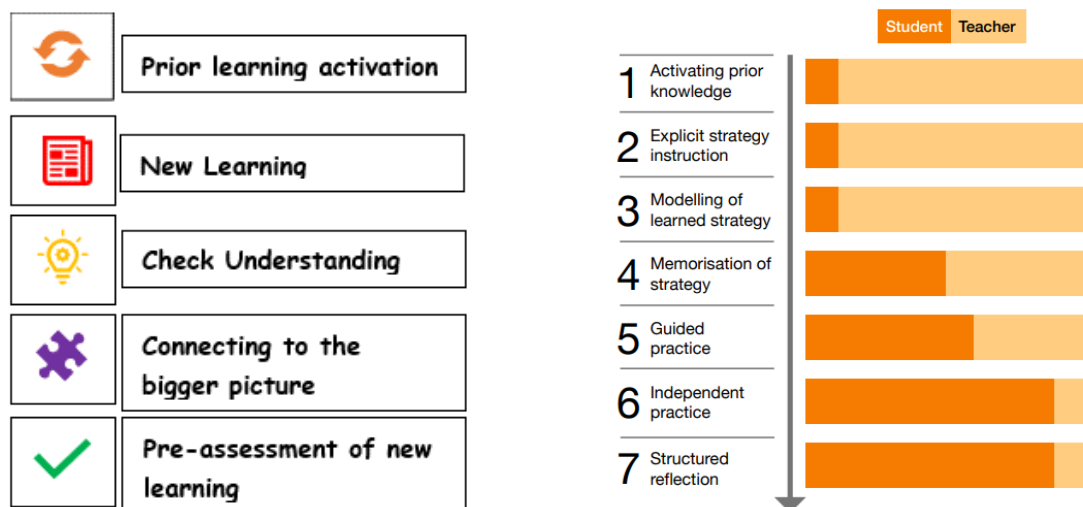 Prior learning activation
New Learning
Check Understanding
Connecting to the
bigger picture
Pre-assessment of new
learning
Student Teacher
1 Activating prior
knowledge
2 Explicit strategy
instruction
3 Modelling of
learned strategy
4 Memorisation of
strategy
5 Guided
practice
6 Independent
practice
7 Structured
reflection